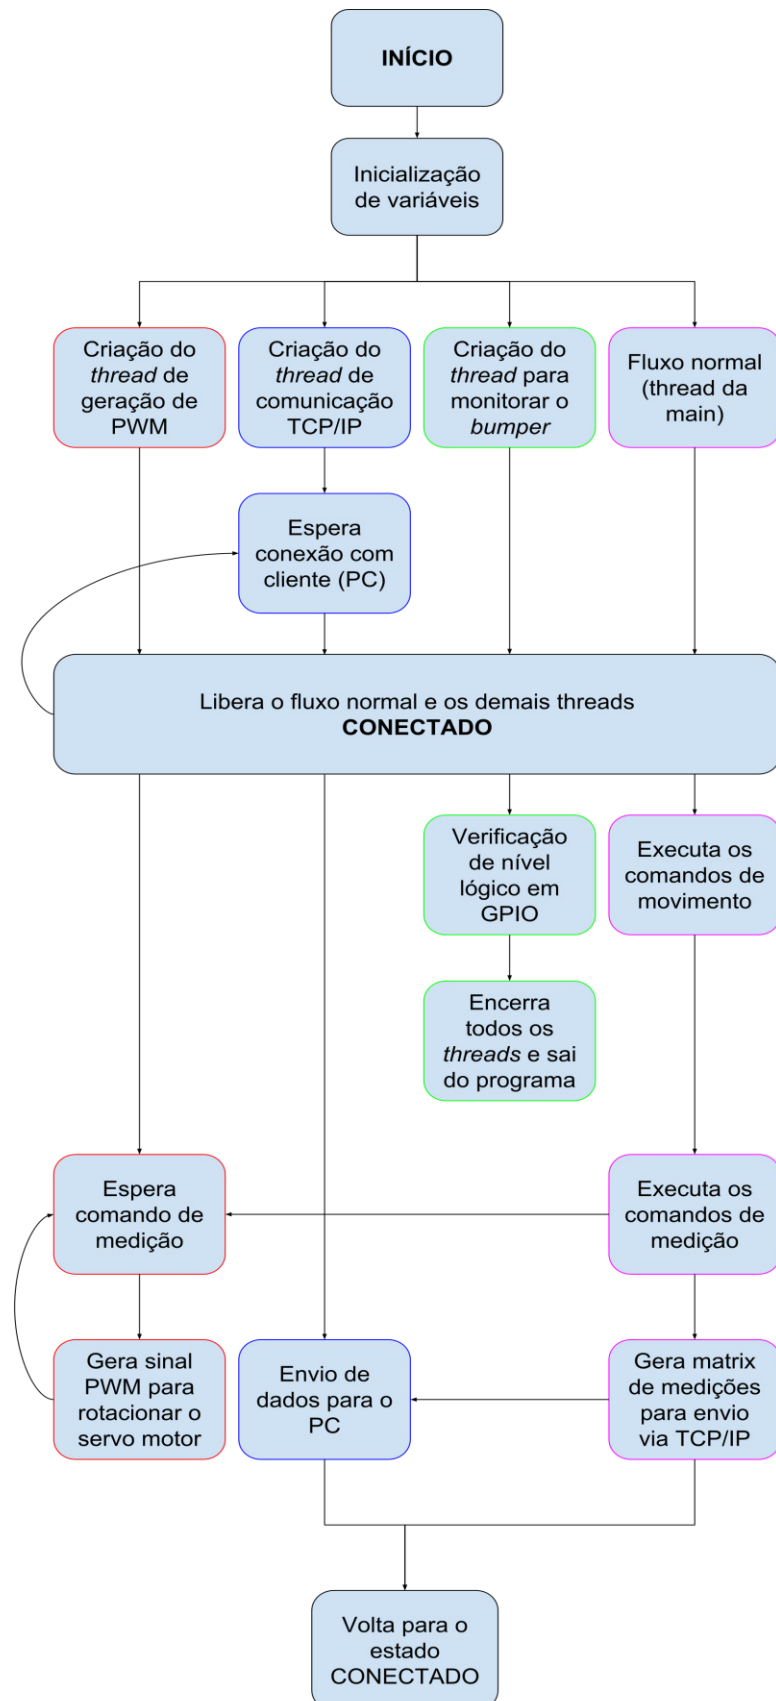 INÍCIO
Inicialização
de variáveis
Criação do
thread de
geração de
PWM
Criação do
thread de
comunicação
TCP/IP
Criação do
thread para
monitorar o
bumper
Fluxo normal
(thread da
main)
Espera
conexão com
cliente (PC)
Libera o fluxo normal e os demais threads
CONECTADO
Verificação
de nível
lógico em
GPIO
Executa os
comandos de
movimento
Encerra
todos os
threads e sai
do programa
Espera
comando de
medição
Executa os
comandos de
medição
Gera sinal
PWM para
rotacionar o
servo motor
Envio de
dados para o
PC
Gera matrix
de medições
para envio
via TCP/IP
Volta para o
estado
CONECTADO